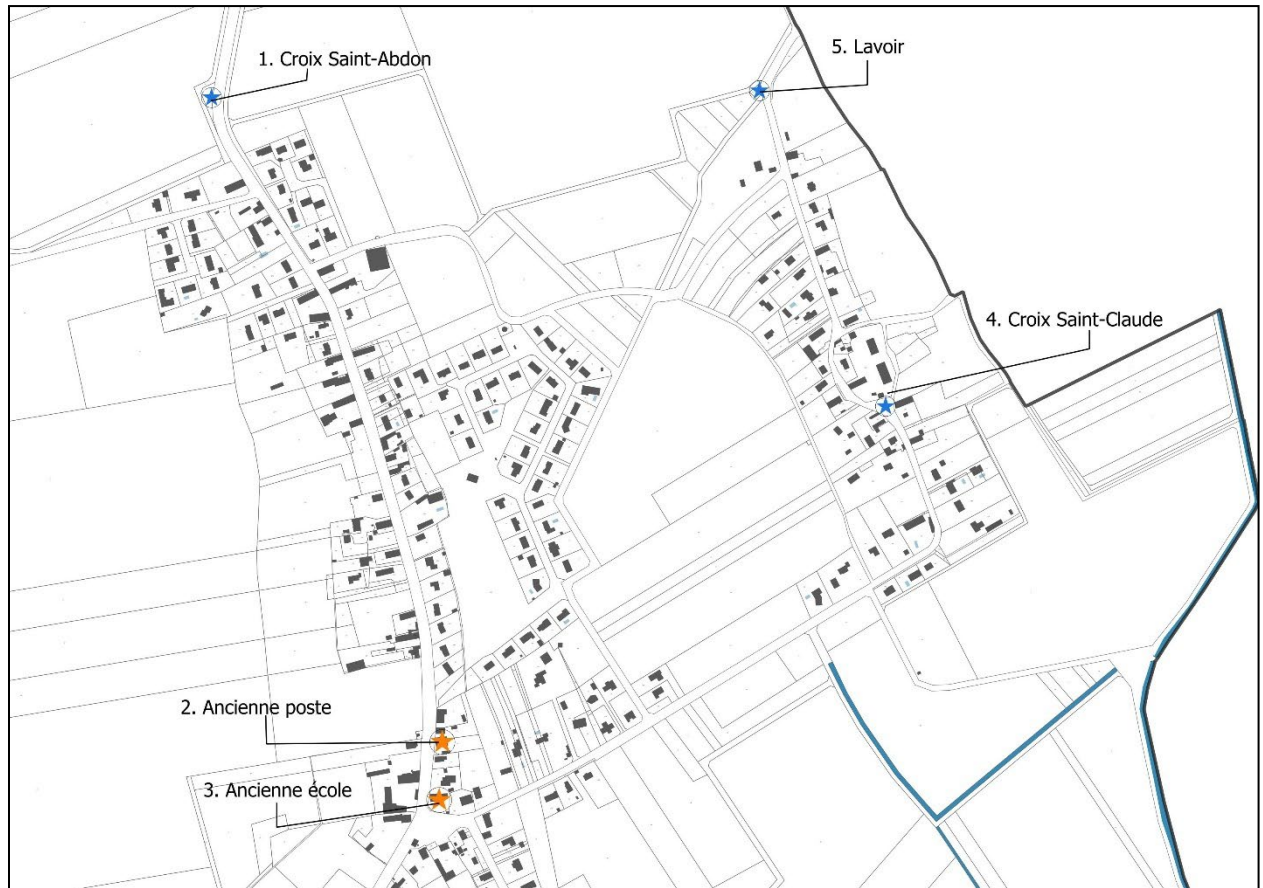 1. Croix Saint-Abdon
5. Lavoir
4. Croix Saint-Claude
2. Ancienne poste
3. Ancienne école